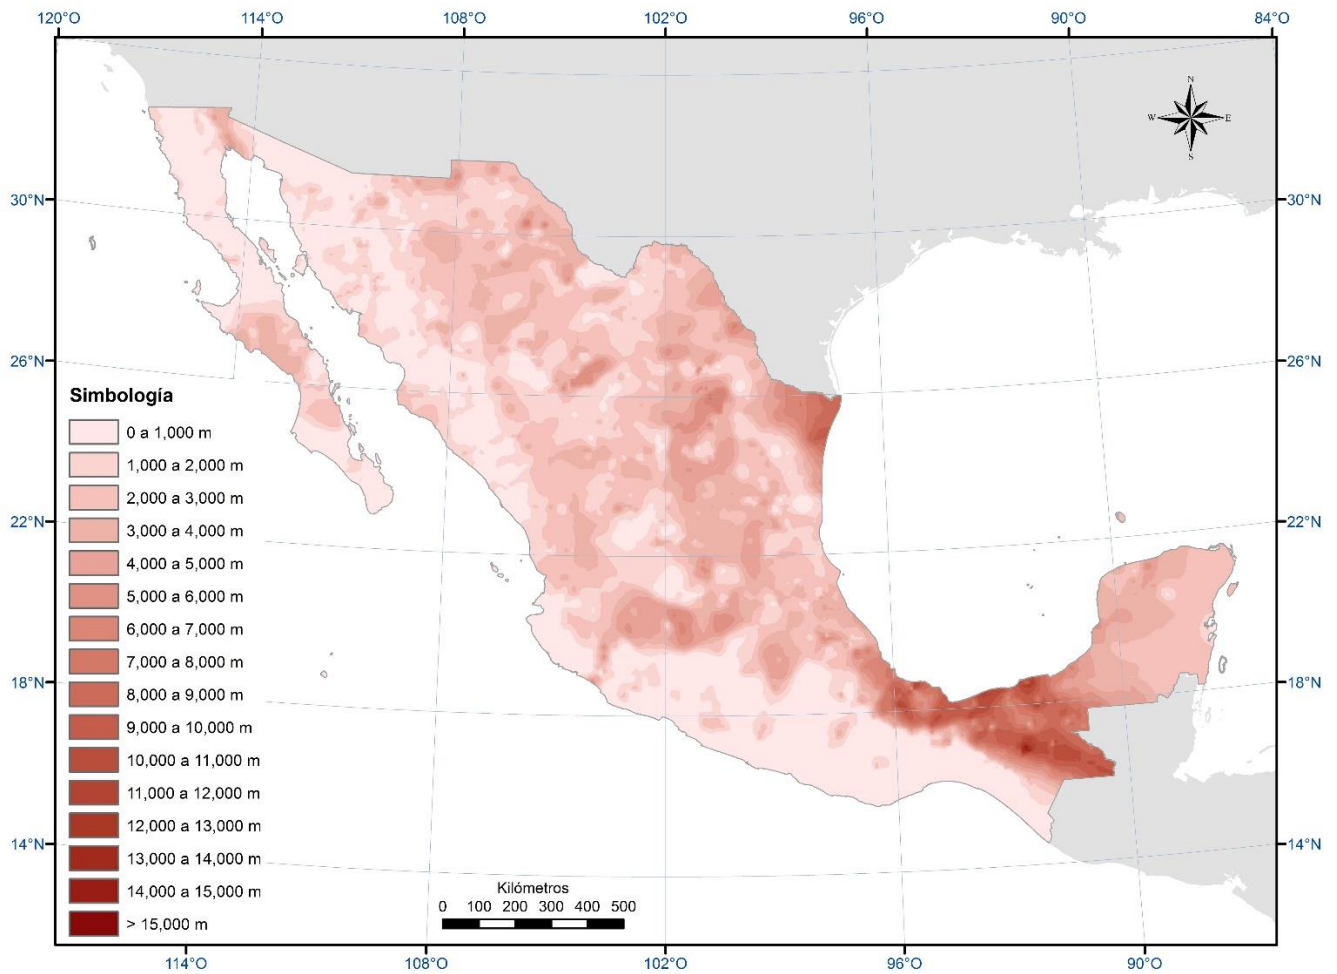 120°O 114°O 108°O 102°O 96°O 90°O 84°O
N
W E
S
30°N 30°N
26°N 26°N
Simbología
0 a 1,000 m
1,000 a 2,000 m
2,000 a 3,000 m
22°N 22°N
3,000 a 4,000 m
4,000 a 5,000 m
5,000 a 6,000 m
6,000 a 7,000 m
7,000 a 8,000 m
18°N 18°N
8,000 a 9,000 m
9,000 a 10,000 m
10,000 a 11,000 m
11,000 a 12,000 m
12,000 a 13,000 m
14°N 14°N
13,000 a 14,000 m
14,000 a 15,000 m
> 15,000 m
Kilómetros
0 100 200 300 400 500
114°O 108°O 102°O 96°O 90°O